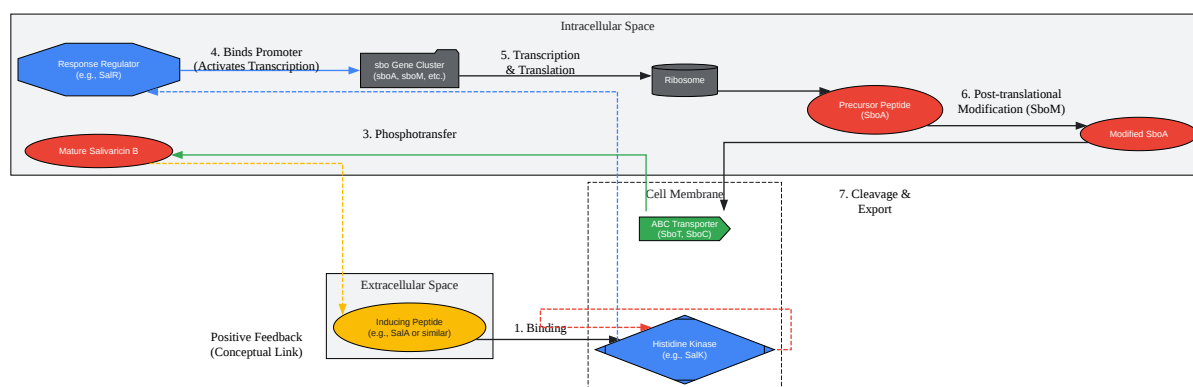 Intracellular Space
Response Regulator
(e.g., SalR)
4. Binds Promoter
(Activates Transcription)
sbo Gene Cluster
(sboA, sboM, etc.)
5. Transcription
& Translation
Ribosome
Precursor Peptide
(SboA)
6. Post-translational
Modification (SboM)
Modified SboA
3. Phosphotransfer
Mature Salivaricin B
Cell Membrane
7. Cleavage &
Export
ABC Transporter
(SboT, SboC)
Extracellular Space
Inducing Peptide
(e.g., SalA or similar)
1. Binding
Positive Feedback
(Conceptual Link)
Histidine Kinase
(e.g., SalK)